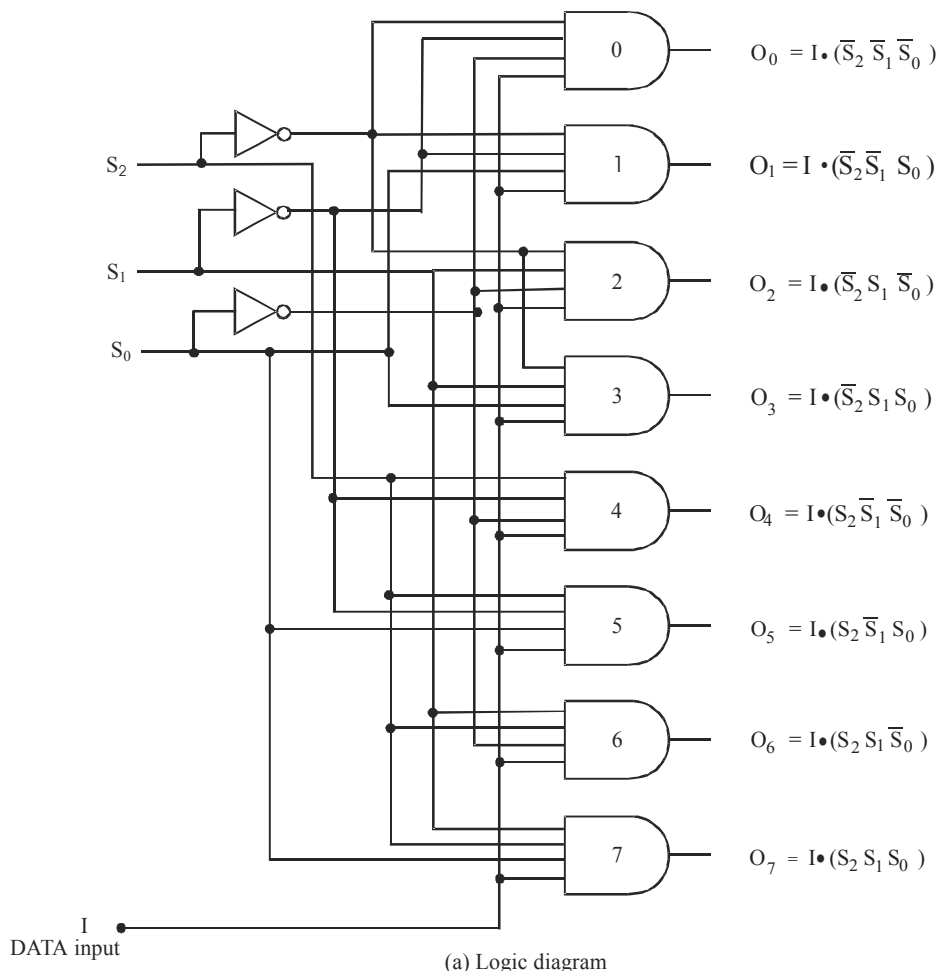 0
O₀ = I•(S̅₂ S̅₁ S̅₀)
S₂
1
O₁ = I •(S̅₂ S̅₁ S₀)
S₁
2
O₂ = I•(S̅₂ S₁ S̅₀)
S₀
3
O₃ = I•(S̅₂ S₁ S₀)
4
O₄ = I•(S₂ S̅₁ S̅₀)
5
O₅ = I•(S₂ S̅₁ S₀)
6
O₆ = I•(S₂ S₁ S̅₀)
7
O₇ = I•(S₂ S₁ S₀)
I
DATA input
(a) Logic diagram